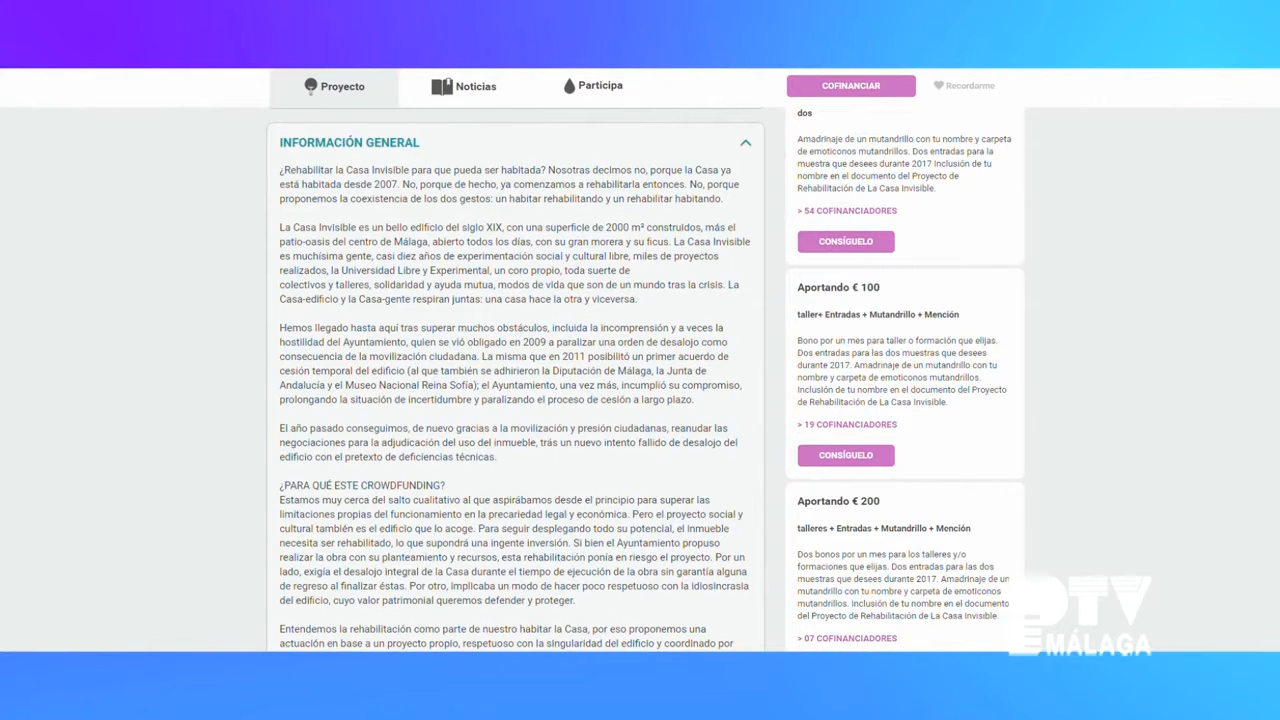 Proyecto
Noticias
Participa
COFINANCIAR
Recordarme
INFORMACIÓN GENERAL
¿Rehabilitar la Casa Invisible para que pueda ser habitada? Nosotras decimos no, porque la Casa ya
está habitada desde 2007. No, porque de hecho, ya comenzamos a rehabilitarla entonces. No, porque
proponemos la coexistencia de los dos gestos: un habitar rehabilitando y un rehabilitar habitando.
La Casa Invisible es un bello edificio del siglo XIX, con una superficie de 2000 m² construidos, más el
patio-oasis del centro de Málaga, abierto todos los días, con su gran morera y su ficus. La Casa Invisible
es muchísima gente, casi diez años de experimentación social y cultural libre, miles de proyectos
realizados, la Universidad Libre y Experimental, un coro propio, toda suerte de
colectivos y talleres, solidaridad y ayuda mutua, modos de vida que son de un mundo tras la crisis. La
Casa-edificio y la Casa-gente respiran juntas: una casa hace la otra y viceversa.
Hemos llegado hasta aquí tras superar muchos obstáculos, incluida la incomprensión y a veces la
hostilidad del Ayuntamiento, quien se vió obligado en 2009 a paralizar una orden de desalojo como
consecuencia de la movilización ciudadana. La misma que en 2011 posibilitó un primer acuerdo de
cesión temporal del edificio (al que también se adhirieron la Diputación de Málaga, la Junta de
Andalucía y el Museo Nacional Reina Sofía); el Ayuntamiento, una vez más, incumplió su compromiso,
prolongando la situación de incertidumbre y paralizando el proceso de cesión a largo plazo.
El año pasado conseguimos, de nuevo gracias a la movilización y presión ciudadanas, reanudar las
negociaciones para la adjudicación del uso del inmueble, trás un nuevo intento fallido de desalojo del
edificio con el pretexto de deficiencias técnicas.
¿PARA QUÉ ESTE CROWDFUNDING?
Estamos muy cerca del salto cualitativo al que aspirábamos desde el principio para superar las
limitaciones propias del funcionamiento en la precariedad legal y económica. Pero el proyecto social y
cultural también es el edificio que lo acoge. Para seguir desplegando todo su potencial, el Inmueble
necesita ser rehabilitado, lo que supondrá una ingente inversión. Si bien el Ayuntamiento propuso
realizar la obra con su planteamiento y recursos, esta rehabilitación ponía en riesgo el proyecto. Por un
lado, exigía el desalojo integral de la Casa durante el tiempo de ejecución de la obra sin garantía alguna
de regreso al finalizar éstas. Por otro, implicaba un modo de hacer poco respetuoso con la idiosincrasia
del edificio, cuyo valor patrimonial queremos defender y proteger.
Entendemos la rehabilitación como parte de nuestro habitar la Casa, por eso proponemos una
actuación en base a un proyecto propio, respetuoso con la singularidad del edificio y coordinado por
dos
Amadrinaje de un mutandrillo con tu nombre y carpeta
de emoticonos mutandrillos. Dos entradas para la
muestra que desees durante 2017 Inclusión de tu
nombre en el documento del Proyecto de
Rehabilitación de La Casa Invisible.
> 54 COFINANCIADORES
CONSÍGUELO
Aportando € 100
taller+ Entradas + Mutandrillo + Mención
Bono por un mes para taller o formación que elijas.
Dos entradas para las dos muestras que desees
durante 2017. Amadrinaje de un mutandrillo con tu
nombre y carpeta de emoticonos mutandrillos.
Inclusión de tu nombre en el documento del Proyecto
de Rehabilitación de La Casa Invisible.
> 19 COFINANCIADORES
CONSÍGUELO
Aportando € 200
talleres + Entradas + Mutandrillo + Mención
Dos bonos por un mes para los talleres y/o
formaciones que elijas. Dos entradas para las dos
muestras que desees durante 2017. Amadrinaje de un
mutandrillo con tu nombre y carpeta de emoticonos
mutandrillos. Inclusión de tu nombre en el documento
del Proyecto de Rehabilitación de La Casa Invisible.
> 07 COFINANCIADORES
PTV
MÁLAGA